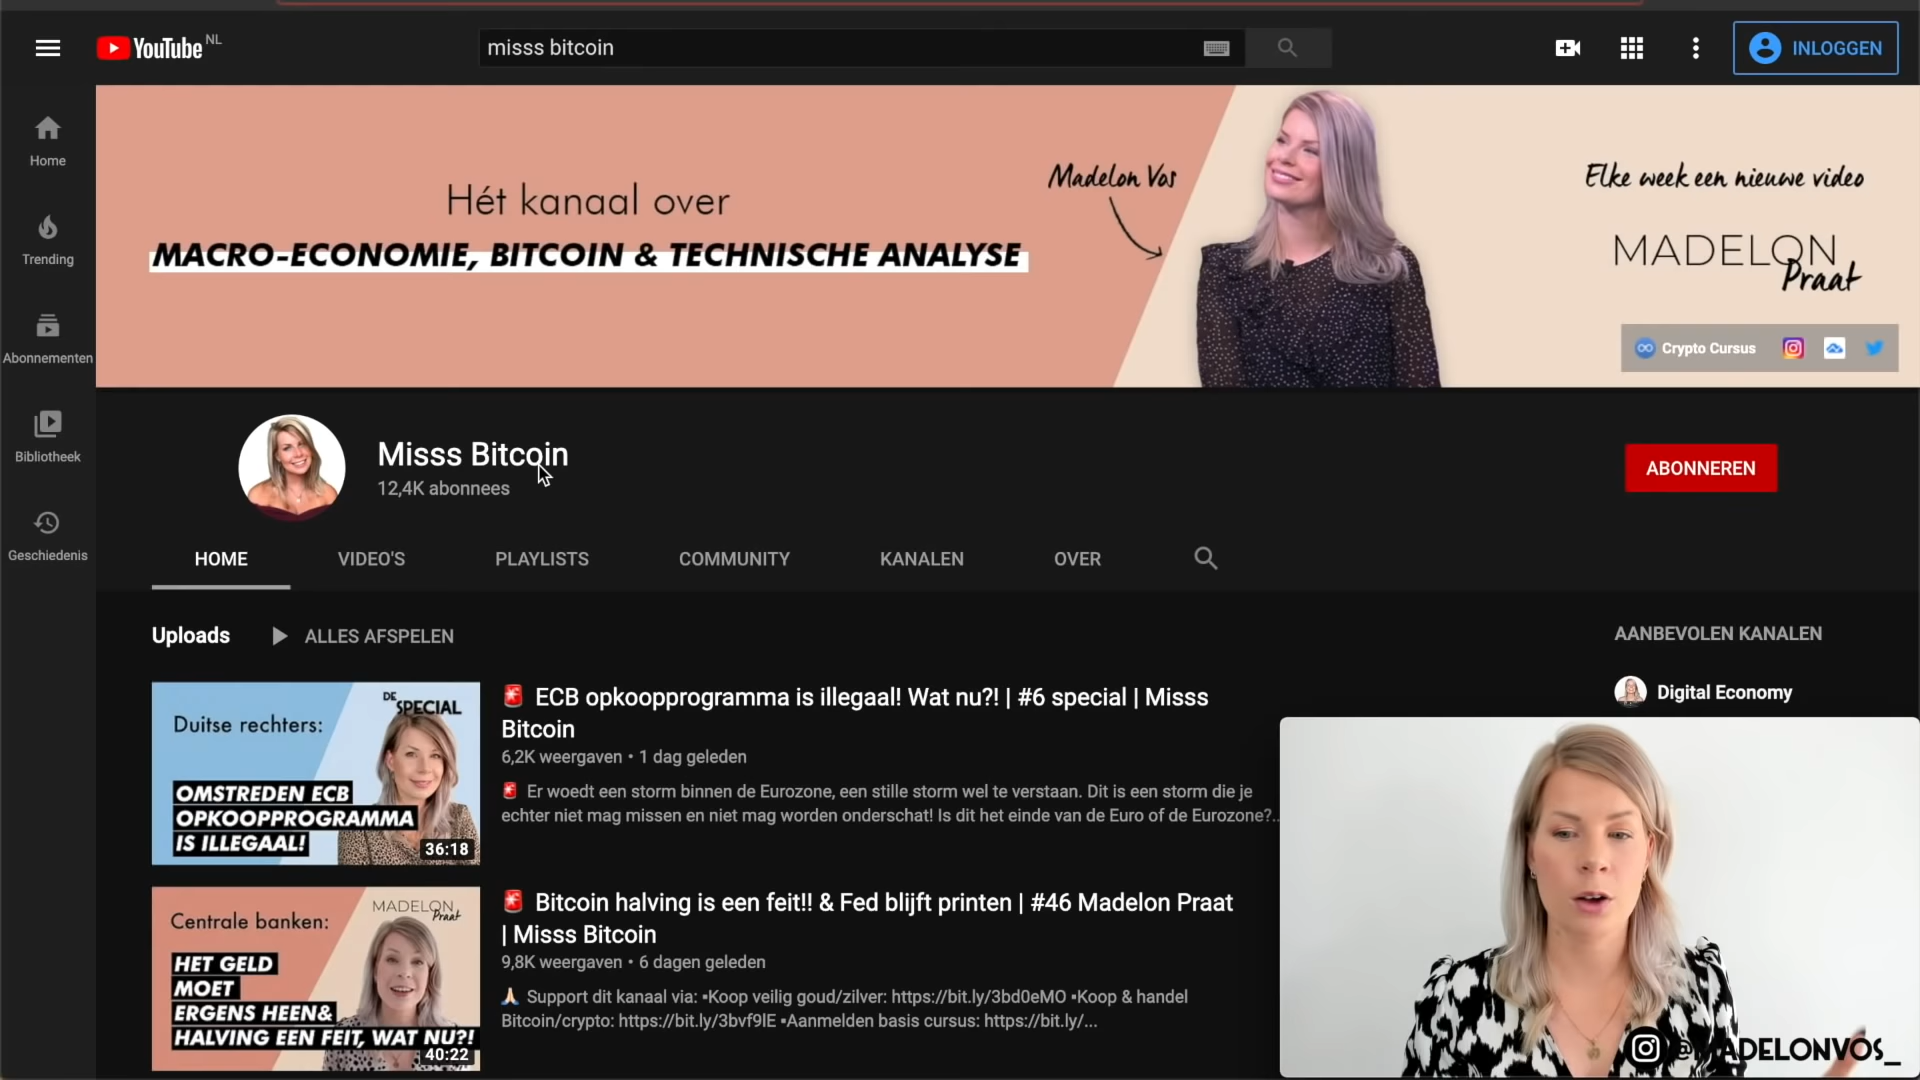 YouTube NL
misss bitcoin
INLOGGEN
Home
Trending
Abonnementen
Bibliotheek
Geschiedenis
Hét kanaal over
MACRO-ECONOMIE, BITCOIN & TECHNISCHE ANALYSE
Madelon Vos
Elke week een nieuwe video
MADELON
Praat
Crypto Cursus
Misss Bitcoin
12,4K abonnees
ABONNEREN
HOME
VIDEO'S
PLAYLISTS
COMMUNITY
KANALEN
OVER
Uploads
ALLES AFSPELEN
AANBEVOLEN KANALEN
Digital Economy
DE
SPECIAL
Duitse rechters:
OMSTREDEN ECB
OPKOOPPROGRAMMA
IS ILLEGAAL!
36:18
🚨 ECB opkoopprogramma is illegaal! Wat nu?! | #6 special | Misss
Bitcoin
6,2K weergaven • 1 dag geleden
🚨 Er woedt een storm binnen de Eurozone, een stille storm wel te verstaan. Dit is een storm die je
echter niet mag missen en niet mag worden onderschat! Is dit het einde van de Euro of de Eurozone?..
MADELON
Praat
Centrale banken:
HET GELD
MOET
ERGENS HEEN&
HALVING EEN FEIT, WAT NU?!
40:22
🚨 Bitcoin halving is een feit!! & Fed blijft printen | #46 Madelon Praat
| Misss Bitcoin
9,8K weergaven • 6 dagen geleden
🙏 Support dit kanaal via: ▪Koop veilig goud/zilver: https://bit.ly/3bd0eMO ▪Koop & handel
Bitcoin/crypto: https://bit.ly/3bvf9lE ▪Aanmelden basis cursus: https://bit.ly/...
@MADELONVOS_